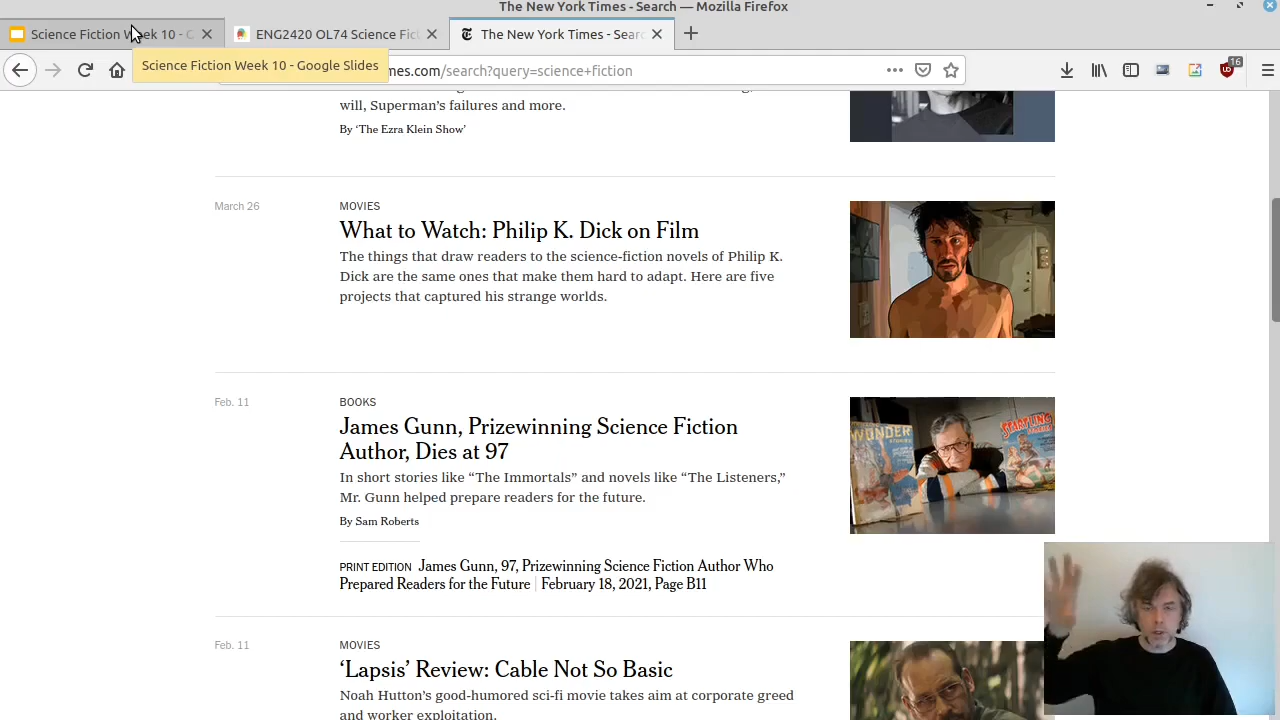 The New York Times - Search — Mozilla Firefox
Science Fiction Week 10 - G
ENG2420 OL74 Science Fic
The New York Times - Searc
Science Fiction Week 10 - Google Slides
mes.com/search?query=science+fiction
16
will, Superman's failures and more.
By 'The Ezra Klein Show'
March 26
MOVIES
What to Watch: Philip K. Dick on Film
The things that draw readers to the science-fiction novels of Philip K.
Dick are the same ones that make them hard to adapt. Here are five
projects that captured his strange worlds.
Feb. 11
BOOKS
James Gunn, Prizewinning Science Fiction
Author, Dies at 97
In short stories like “The Immortals” and novels like “The Listeners,”
Mr. Gunn helped prepare readers for the future.
By Sam Roberts
PRINT EDITION James Gunn, 97, Prizewinning Science Fiction Author Who
Prepared Readers for the Future | February 18, 2021, Page B11
WONDER
STARTLING
Feb. 11
MOVIES
‘Lapsis’ Review: Cable Not So Basic
Noah Hutton’s good-humored sci-fi movie takes aim at corporate greed
and worker exploitation.